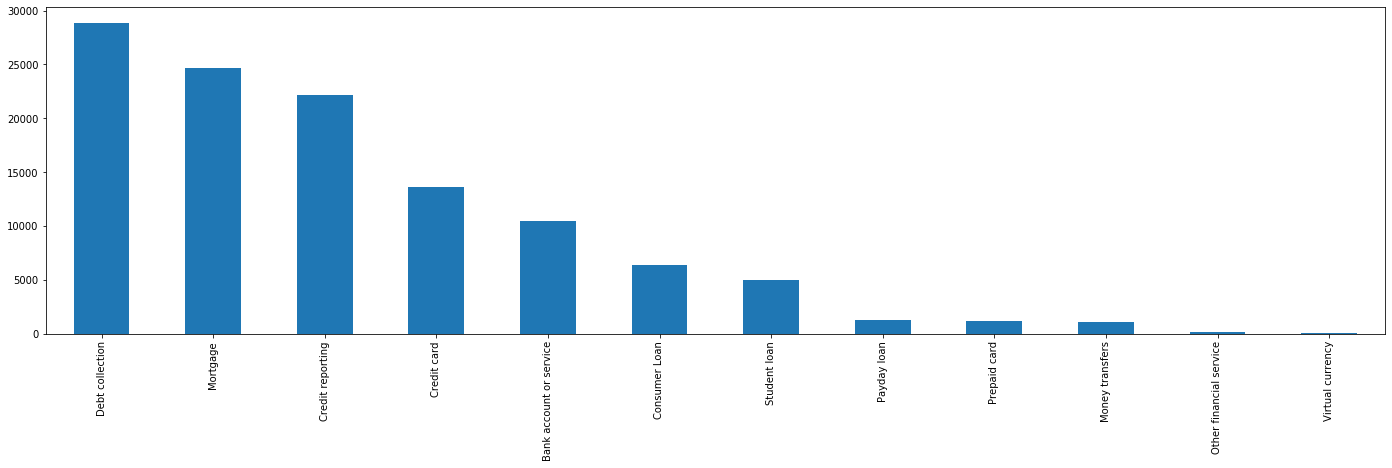 30000
25000
20000
15000
10000
5000
0
Debt collection
Mortgage
Credit reporting
Credit card
Bank account or service
Consumer Loan
Student loan
Payday loan
Prepaid card
Money transfers
Other financial service
Virtual currency